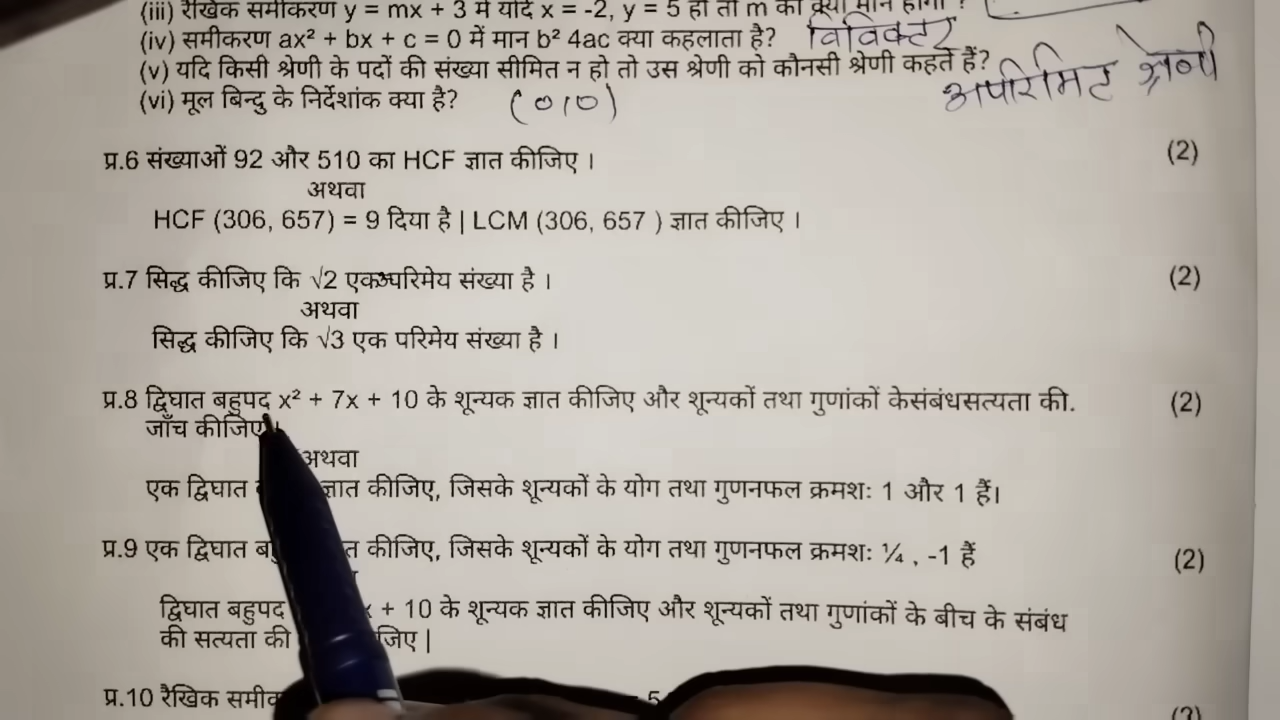 (iii) रैखिक समीकरण y = mx + 3 में यदि x = -2, y = 5 हो तो m का क्या मान होगा ?
(iv) समीकरण ax² + bx + c = 0 में मान b² 4ac क्या कहलाता है? विविक्टर
(v) यदि किसी श्रेणी के पदों की संख्या सीमित न हो तो उस श्रेणी को कौनसी श्रेणी कहते हैं?
अपरिमित श्रेणी
(vi) मूल बिन्दु के निर्देशांक क्या है? (0,0)
प्र.6 संख्याओं 92 और 510 का HCF ज्ञात कीजिए । (2)
अथवा
HCF (306, 657) = 9 दिया है | LCM (306, 657 ) ज्ञात कीजिए ।
प्र.7 सिद्ध कीजिए कि √2 एक अपरिमेय संख्या है । (2)
अथवा
सिद्ध कीजिए कि √3 एक परिमेय संख्या है ।
प्र.8 द्विघात बहुपद x² + 7x + 10 के शून्यक ज्ञात कीजिए और शून्यकों तथा गुणांकों केसंबंधसत्यता की. (2)
जाँच कीजिए ।
अथवा
एक द्विघात ज्ञात कीजिए, जिसके शून्यकों के योग तथा गुणनफल क्रमशः 1 और 1 हैं।
प्र.9 एक द्विघात कीजिए, जिसके शून्यकों के योग तथा गुणनफल क्रमशः ¼ , -1 हैं (2)
द्विघात बहुपद + 10 के शून्यक ज्ञात कीजिए और शून्यकों तथा गुणांकों के बीच के संबंध
की सत्यता की |
प्र.10 रैखिक